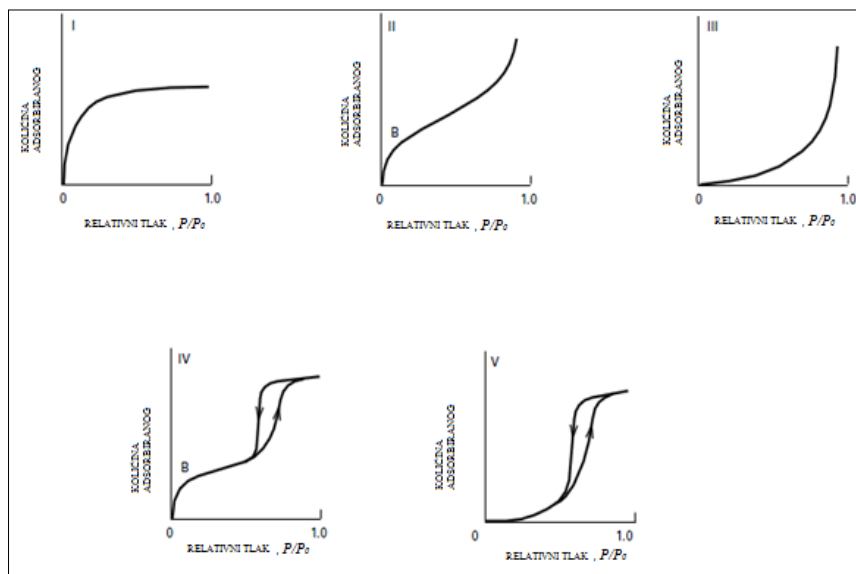 I
KOLIČINA
ADSORBIRANOG
0
1.0
RELATIVNI TLAK , P/P₀
II
KOLIČINA
ADSORBIRANOG
B
0
1.0
RELATIVNI TLAK , P/P₀
III
KOLIČINA
ADSORBIRANOG
0
1.0
RELATIVNI TLAK , P/P₀
IV
KOLIČINA
ADSORBIRANOG
B
0
1.0
RELATIVNI TLAK , P/P₀
V
KOLIČINA
ADSORBIRANOG
0
1.0
RELATIVNI TLAK , P/P₀